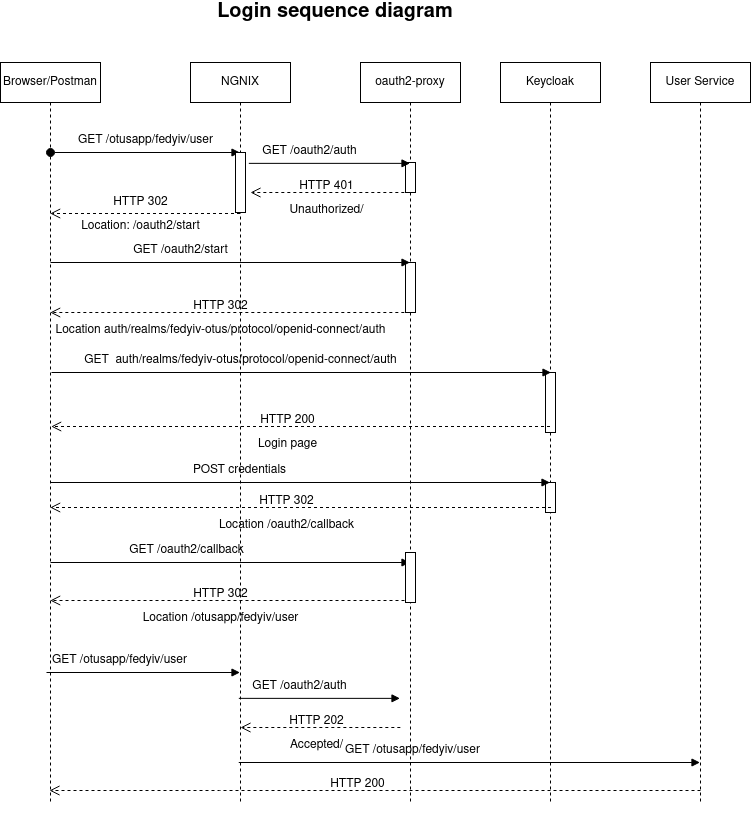 Login sequence diagram
Browser/Postman
NGNIX
oauth2-proxy
Keycloak
User Service
GET /otusapp/fedyiv/user
GET /oauth2/auth
HTTP 401
Unauthorized/
HTTP 302
Location: /oauth2/start
GET /oauth2/start
HTTP 302
Location auth/realms/fedyiv-otus/protocol/openid-connect/auth
GET auth/realms/fedyiv-otus/protocol/openid-connect/auth
HTTP 200
Login page
POST credentials
HTTP 302
Location /oauth2/callback
GET /oauth2/callback
HTTP 302
Location /otusapp/fedyiv/user
GET /otusapp/fedyiv/user
GET /oauth2/auth
HTTP 202
Accepted/
GET /otusapp/fedyiv/user
HTTP 200